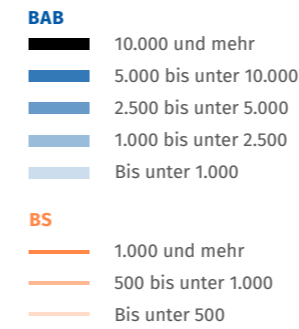 BAB
10.000 und mehr
5.000 bis unter 10.000
2.500 bis unter 5.000
1.000 bis unter 2.500
Bis unter 1.000
BS
1.000 und mehr
500 bis unter 1.000
Bis unter 500